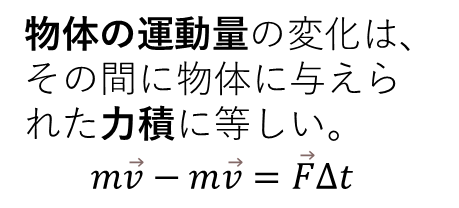 物体の運動量の変化は、
その間に物体に与えら
れた力積に等しい。
mv⃗ − mv⃗ = F⃗Δt